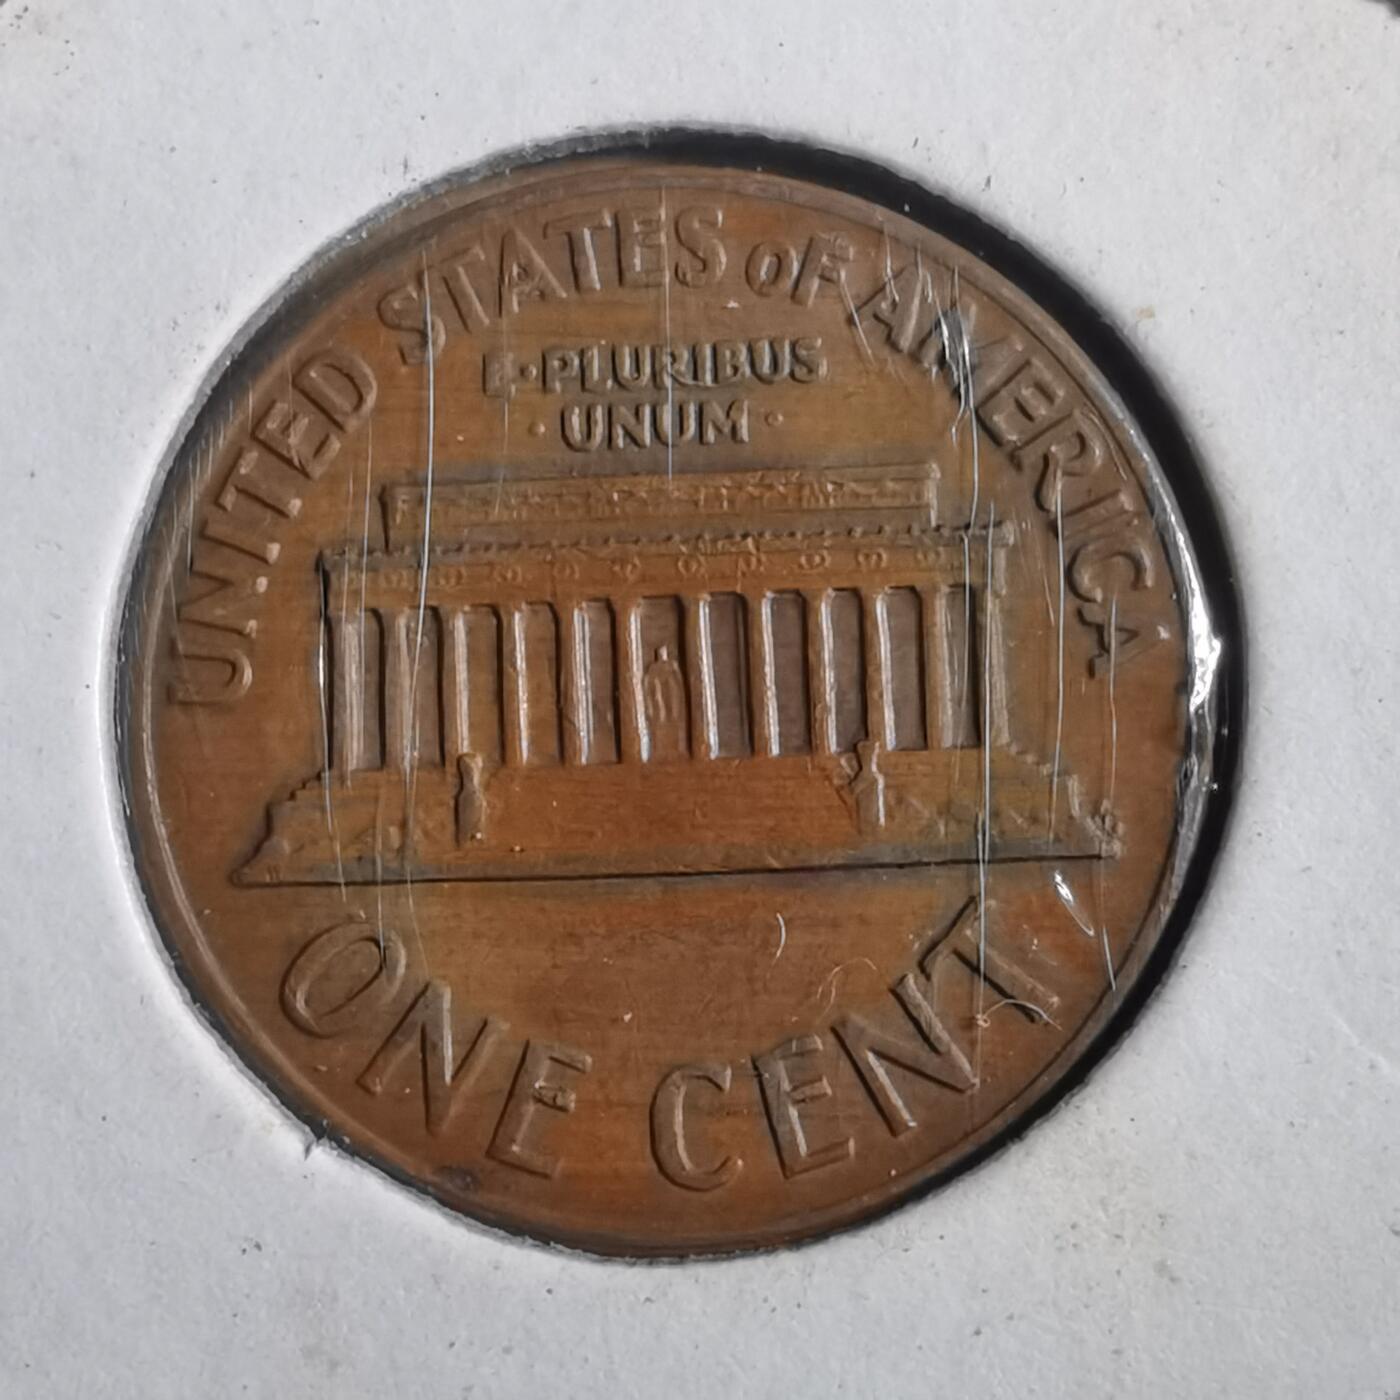 UNITED STATES OF AMERICA
E·PLURIBUS
·UNUM·
ONE CENT